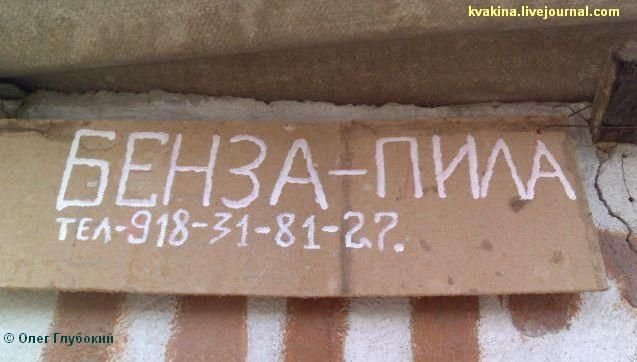 kvakina.livejournal.com
БЕНЗА-ПИЛА
ТЕЛ-918-31-81-27.
© Олег Глубокий